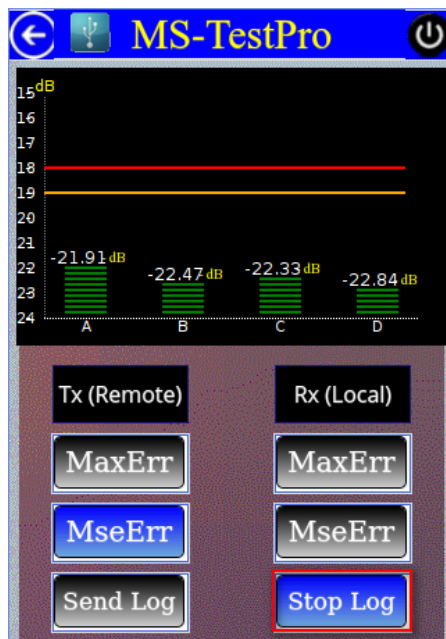 MS-TestPro
dB
15
16
17
18
19
20
21
22
23
24
-21.91 dB
-22.47 dB
-22.33 dB
-22.84 dB
A B C D
Tx (Remote) Rx (Local)
MaxErr MaxErr
MseErr MseErr
Send Log Stop Log